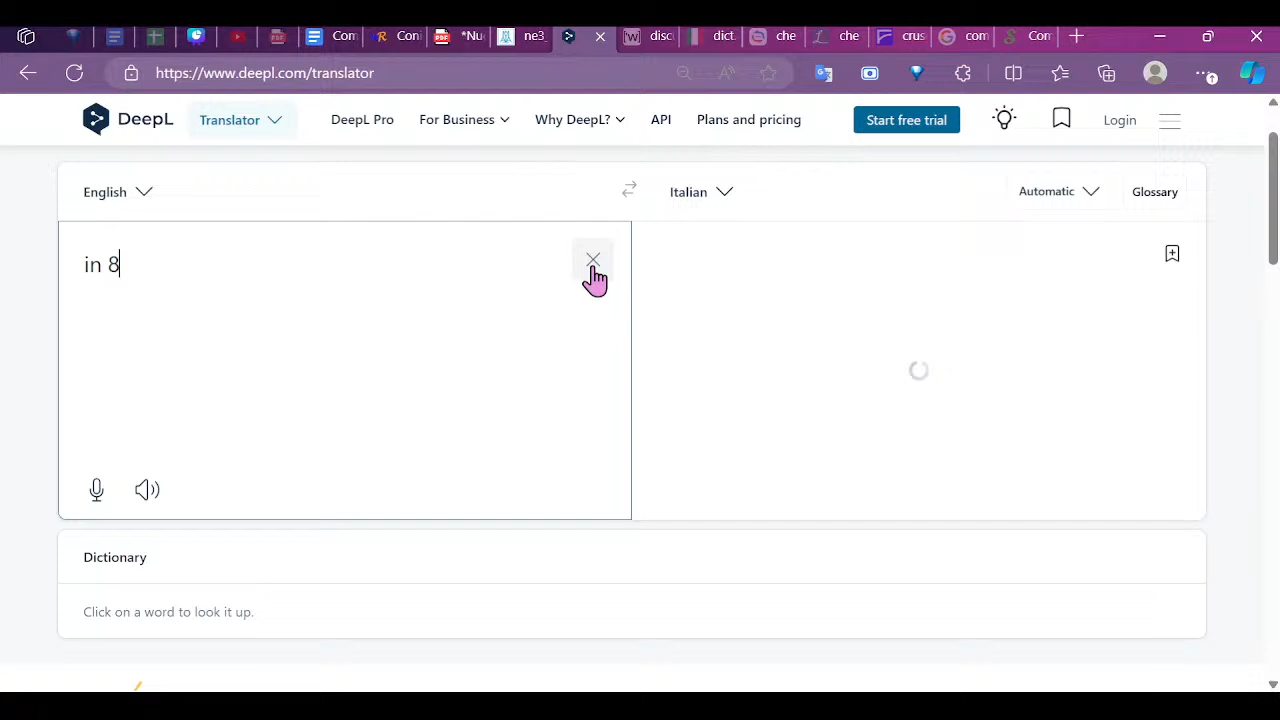 Com
Con
*Nu
ne3
disc
dict
che
che
crus
com
Com
https://www.deepl.com/translator
DeepL
Translator
DeepL Pro
For Business
Why DeepL?
API
Plans and pricing
Start free trial
Login
English
Italian
Automatic
Glossary
in 8
Dictionary
Click on a word to look it up.